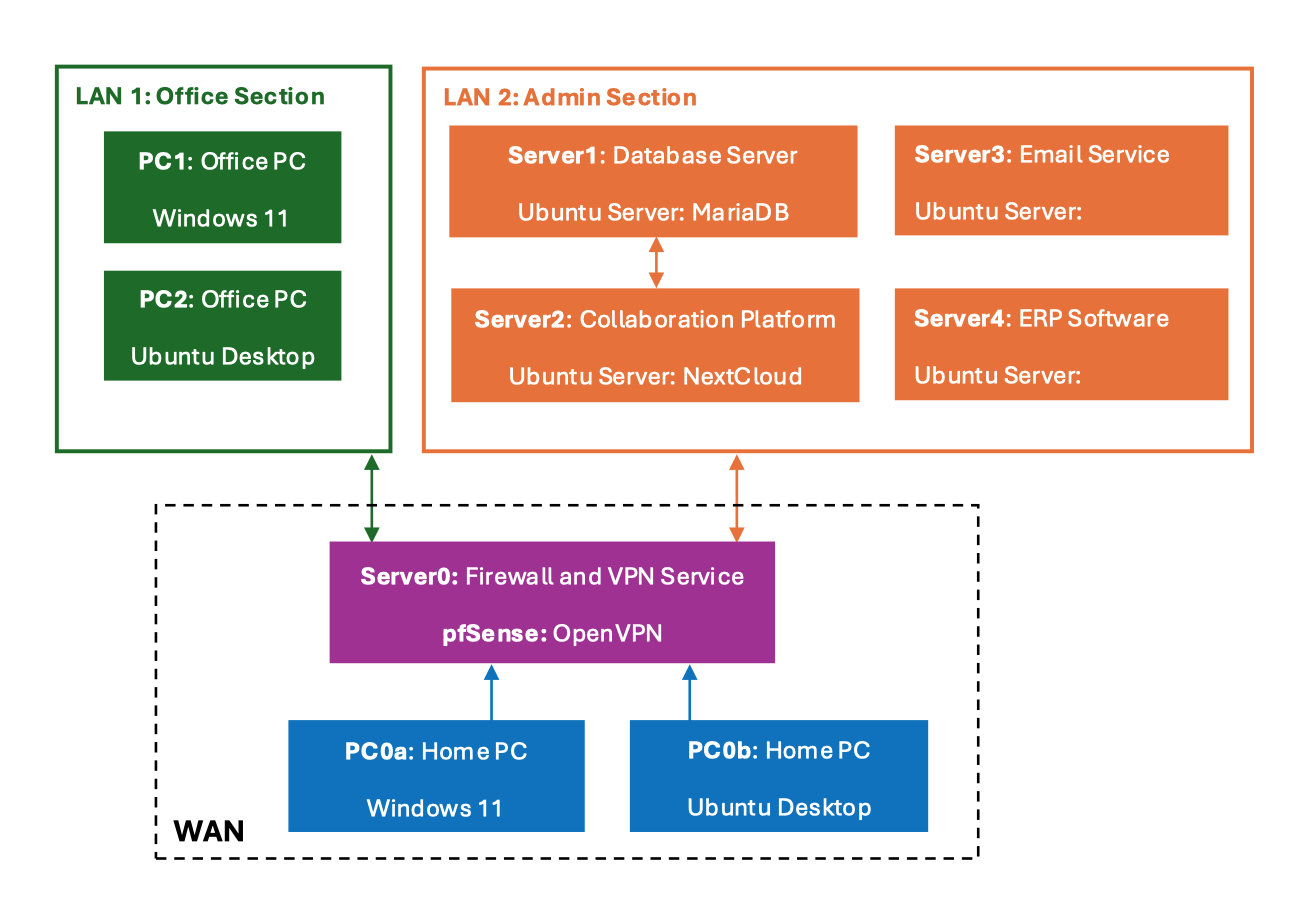 LAN 1: Office Section
PC1: Office PC
Windows 11
PC2: Office PC
Ubuntu Desktop
LAN 2: Admin Section
Server1: Database Server
Ubuntu Server: MariaDB
Server2: Collaboration Platform
Ubuntu Server: NextCloud
Server3: Email Service
Ubuntu Server:
Server4: ERP Software
Ubuntu Server:
Server0: Firewall and VPN Service
pfSense: OpenVPN
PC0a: Home PC
Windows 11
PC0b: Home PC
Ubuntu Desktop
WAN